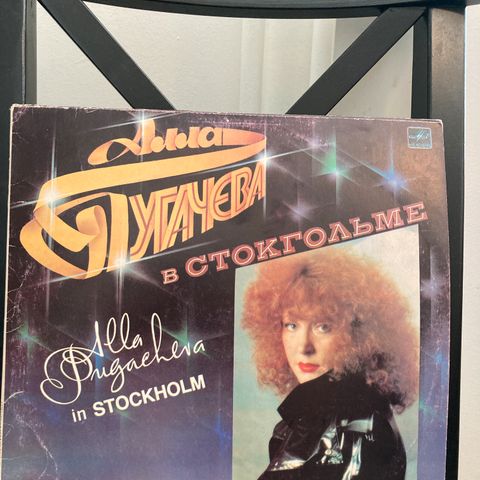 Алла
Пугачева
в СТОКГОЛЬМЕ
Alla
Pugacheva
in STOCKHOLM